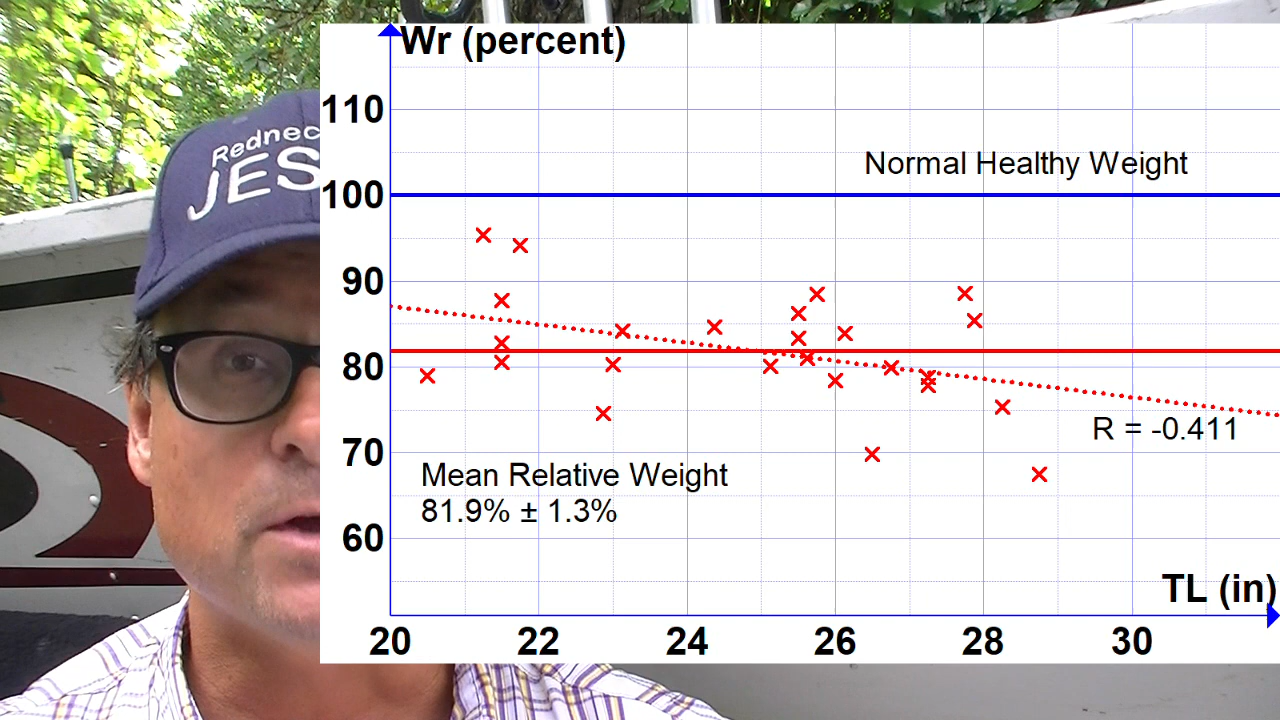 Rednec
JES
Wr (percent)
110
100
90
80
70
60
Normal Healthy Weight
R = -0.411
Mean Relative Weight
81.9% ± 1.3%
TL (in)
20 22 24 26 28 30